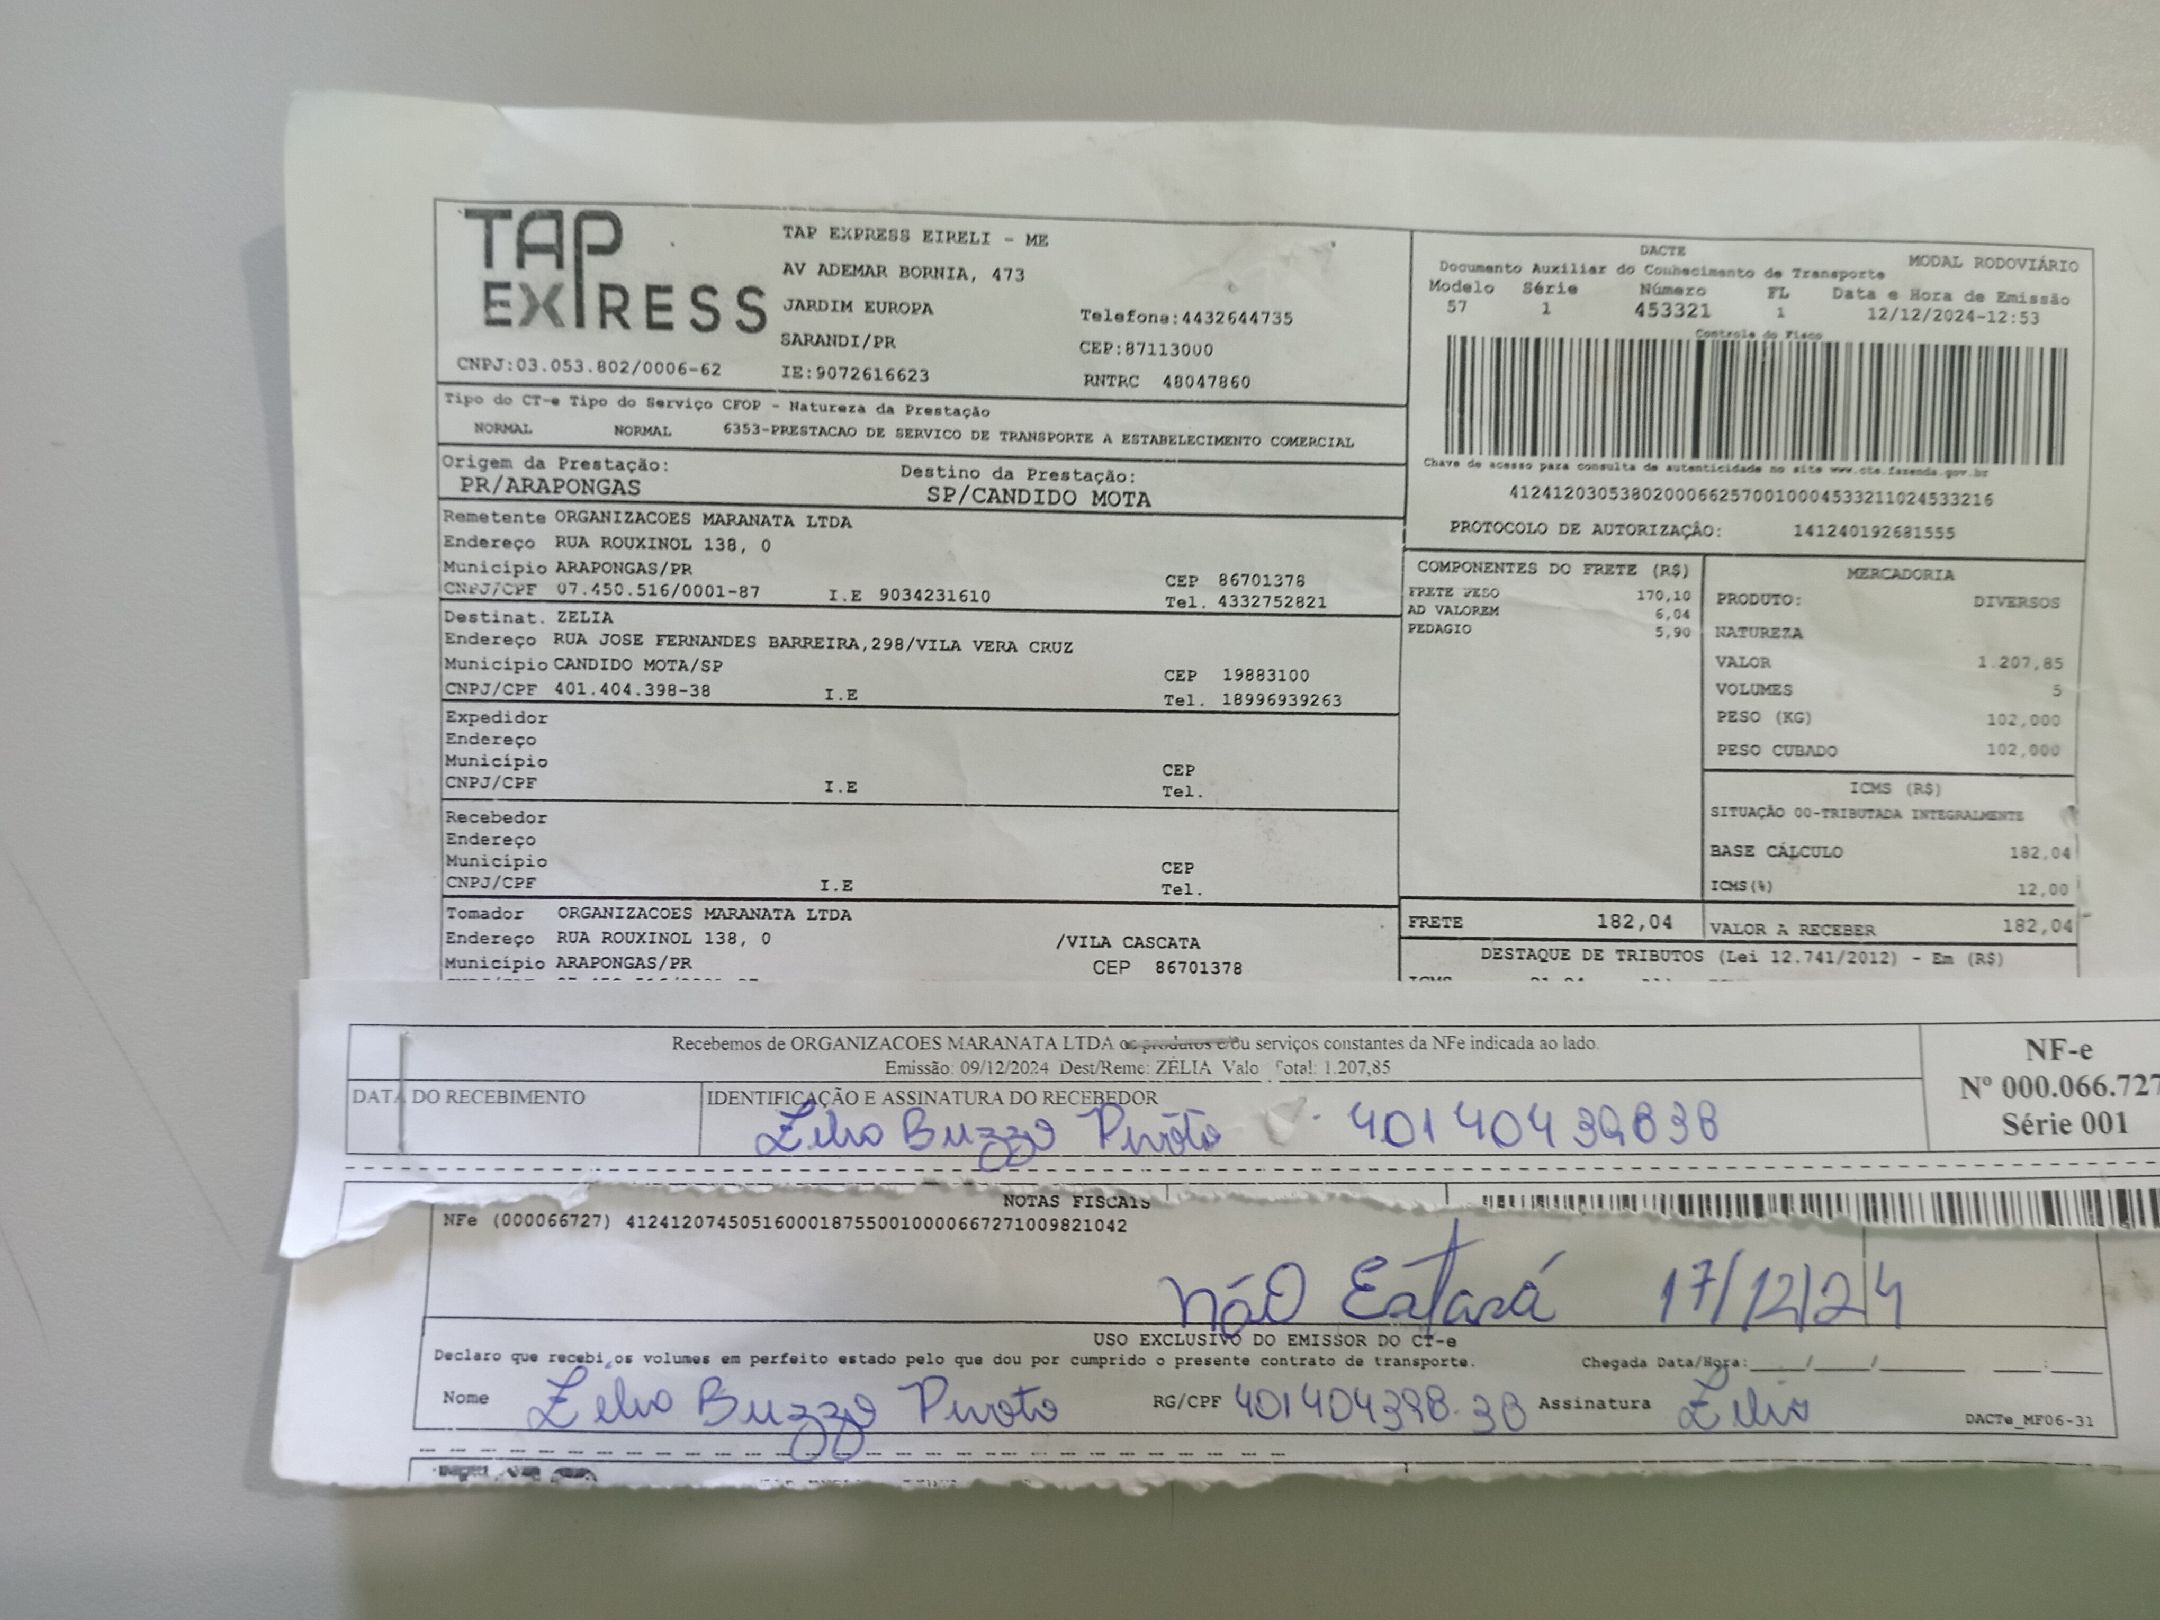 TAP EXPRESS
TAP EXPRESS EIRELI - ME
AV ADEMAR BORNIA, 473
JARDIM EUROPA
Telefone:4432644735
SARANDI/PR
CEP:87113000
CNPJ:03.053.802/0006-62
IE:9072616623
RNTRC 48047860
DACTE
MODAL RODOVIÁRIO
Documento Auxiliar do Conhecimento de Transporte
Modelo Série Número FL Data e Hora de Emissão
57 1 453321 1 12/12/2024-12:53
Controle do Fisco
Chave de acesso para consulta de autenticidade no site www.cte.fazenda.gov.br
41241203053802000662570010004533211024533216
PROTOCOLO DE AUTORIZAÇÃO: 141240192681555
Tipo do CT-e Tipo do Serviço CFOP - Natureza da Prestação
NORMAL NORMAL 6353-PRESTACAO DE SERVICO DE TRANSPORTE A ESTABELECIMENTO COMERCIAL
Origem da Prestação: Destino da Prestação:
PR/ARAPONGAS SP/CANDIDO MOTA
Remetente ORGANIZACOES MARANATA LTDA
Endereço RUA ROUXINOL 138, 0
Município ARAPONGAS/PR CEP 86701378
CNPJ/CPF 07.450.516/0001-87 I.E 9034231610 Tel. 4332752821
Destinat. ZELIA
Endereço RUA JOSE FERNANDES BARREIRA,298/VILA VERA CRUZ
Município CANDIDO MOTA/SP CEP 19883100
CNPJ/CPF 401.404.398-38 I.E Tel. 18996939263
Expedidor
Endereço
Município CEP
CNPJ/CPF I.E Tel.
Recebedor
Endereço
Município CEP
CNPJ/CPF I.E Tel.
Tomador ORGANIZACOES MARANATA LTDA
Endereço RUA ROUXINOL 138, 0 /VILA CASCATA
Município ARAPONGAS/PR CEP 86701378
COMPONENTES DO FRETE (R$)
FRETE PESO 170,10
AD VALOREM 6,04
PEDAGIO 5,90
FRETE 182,04
MERCADORIA
PRODUTO: DIVERSOS
NATUREZA
VALOR 1.207,85
VOLUMES 5
PESO (KG) 102,000
PESO CUBADO 102,000
ICMS (R$)
SITUAÇÃO 00-TRIBUTADA INTEGRALMENTE
BASE CÁLCULO 182,04
ICMS(%) 12,00
VALOR A RECEBER 182,04
DESTAQUE DE TRIBUTOS (Lei 12.741/2012) - Em (R$)
Recebemos de ORGANIZACOES MARANATA LTDA os produtos e/ou serviços constantes da NFe indicada ao lado.
Emissão: 09/12/2024 Dest/Reme: ZÉLIA Valo Total: 1.207,85
DATA DO RECEBIMENTO
IDENTIFICAÇÃO E ASSINATURA DO RECEBEDOR
Zelia Buzzo Pivoto 40140439838
NF-e
Nº 000.066.727
Série 001
NOTAS FISCAIS
NFe (000066727) 41241207450516000187550010000667271009821042
Não Estará 17/12/24
USO EXCLUSIVO DO EMISSOR DO CT-e
Declaro que recebi os volumes em perfeito estado pelo que dou por cumprido o presente contrato de transporte. Chegada Data/Hora:____/____/______ ___:___
Nome Zelia Buzzo Pivoto RG/CPF 401404398-38 Assinatura Zelia
DACTe_MF06-31